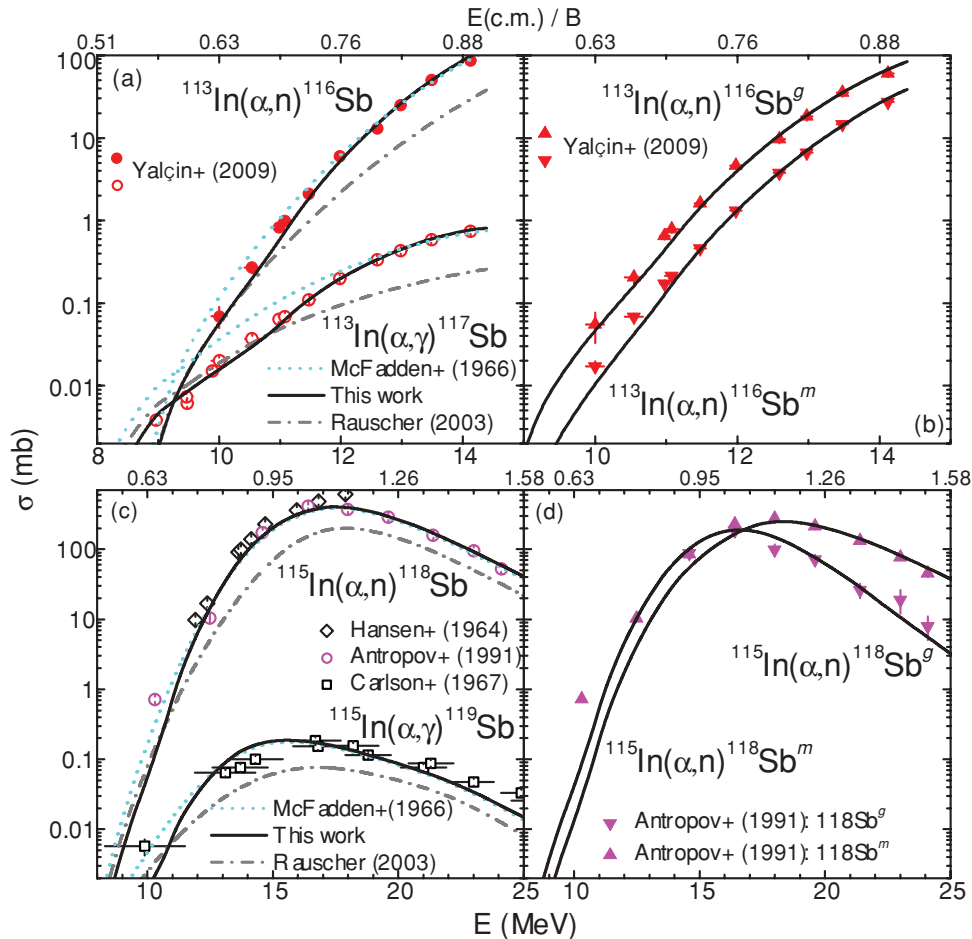 E(c.m.) / B
0.51 0.63 0.76 0.88 0.63 0.76 0.88
100
10
1
0.1
0.01
(a)
¹¹³In(α,n)¹¹⁶Sb
Yalçin+ (2009)
¹¹³In(α,γ)¹¹⁷Sb
McFadden+ (1966)
This work
Rauscher (2003)
8 10 12 14
¹¹³In(α,n)¹¹⁶Sbᵍ
Yalçin+ (2009)
¹¹³In(α,n)¹¹⁶Sbᵐ
(b)
10 12 14
σ (mb)
0.63 0.95 1.26 1.58 0.63 0.95 1.26 1.58
100
10
1
0.1
0.01
(c)
¹¹⁵In(α,n)¹¹⁸Sb
Hansen+ (1964)
Antropov+ (1991)
Carlson+ (1967)
¹¹⁵In(α,γ)¹¹⁹Sb
McFadden+(1966)
This work
Rauscher (2003)
10 15 20 25
(d)
¹¹⁵In(α,n)¹¹⁸Sbᵍ
¹¹⁵In(α,n)¹¹⁸Sbᵐ
Antropov+ (1991): 118Sbᵍ
Antropov+ (1991): 118Sbᵐ
10 15 20 25
E (MeV)